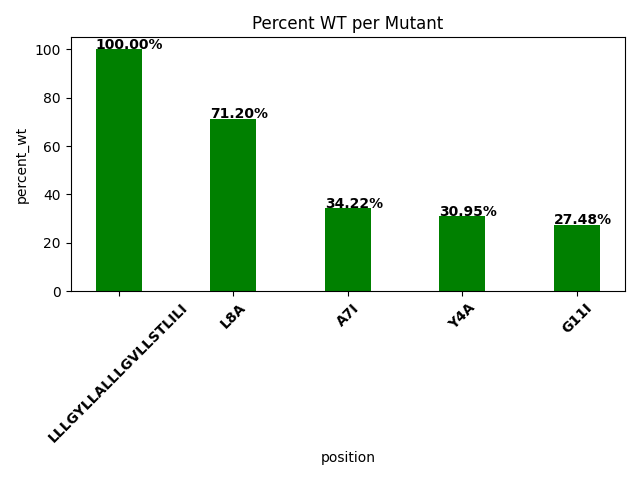 Percent WT per Mutant
percent_wt
100
80
60
40
20
0
100.00%
71.20%
34.22%
30.95%
27.48%
LLLGYLLALLLGVLLSTLILI
L8A
A7I
Y4A
G11I
position